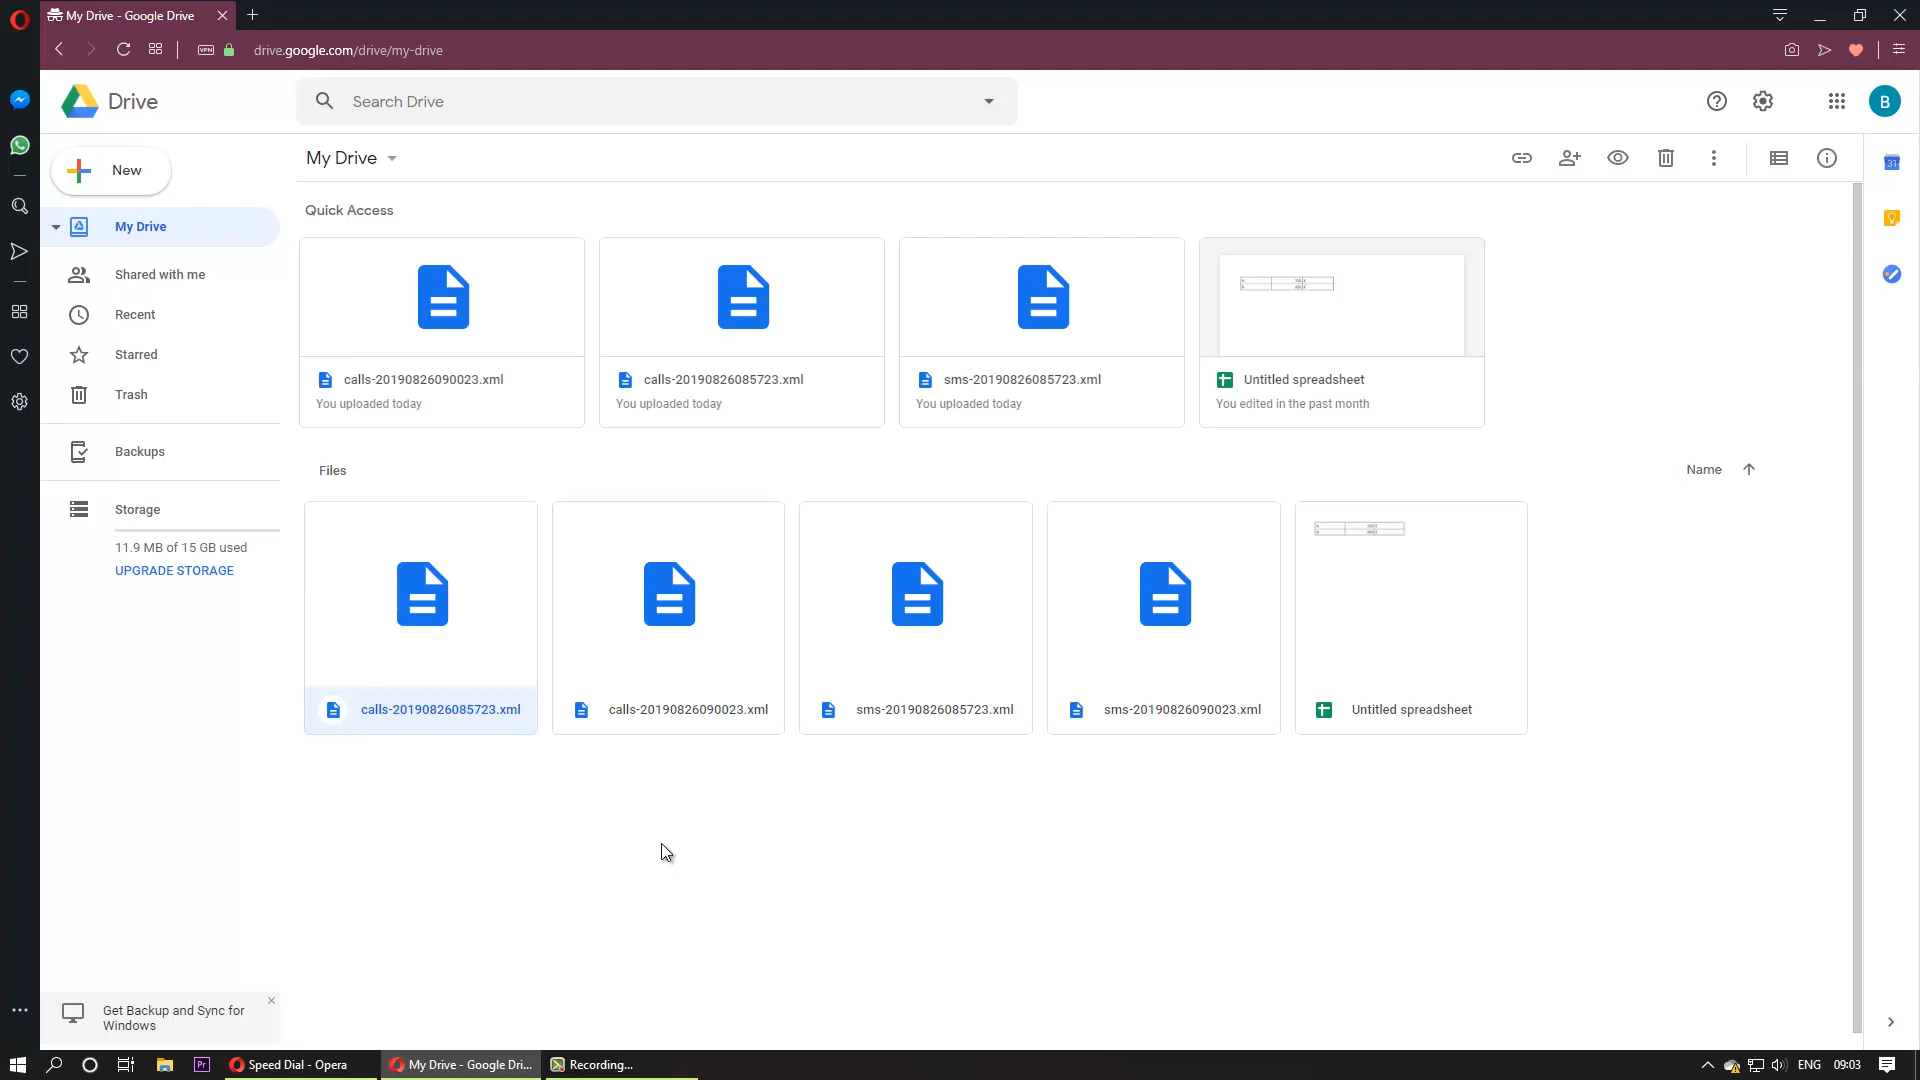 My Drive - Google Drive
VPN
drive.google.com/drive/my-drive
Drive
Search Drive
B
New
My Drive
31
My Drive
Shared with me
Recent
Starred
Trash
Backups
Storage
11.9 MB of 15 GB used
UPGRADE STORAGE
Quick Access
calls-20190826090023.xml
You uploaded today
calls-20190826085723.xml
You uploaded today
sms-20190826085723.xml
You uploaded today
Untitled spreadsheet
You edited in the past month
Files
Name
calls-20190826085723.xml
calls-20190826090023.xml
sms-20190826085723.xml
sms-20190826090023.xml
Untitled spreadsheet
Get Backup and Sync for
Windows
Pr
Speed Dial - Opera
My Drive - Google Dri...
Recording...
ENG
09:03